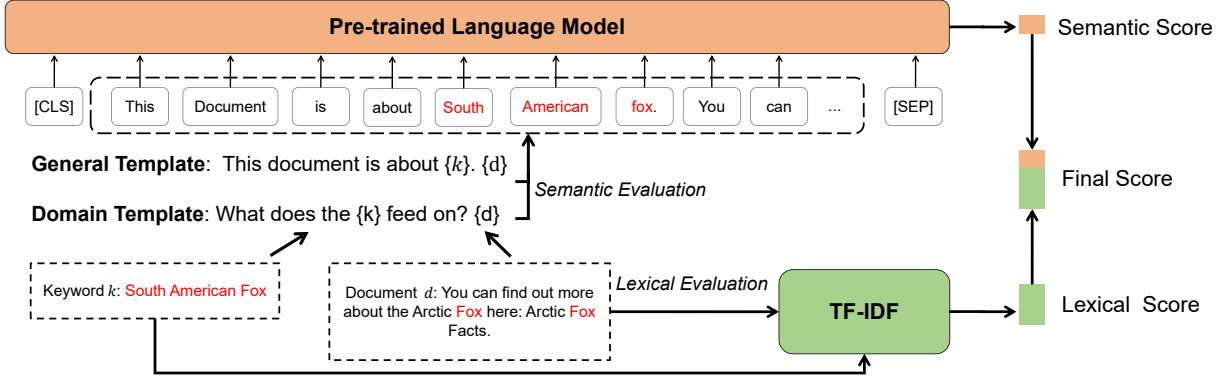 Pre-trained Language Model
Semantic Score
[CLS] This Document is about South American fox. You can ... [SEP]
General Template: This document is about {k}. {d}
Semantic Evaluation
Final Score
Domain Template: What does the {k} feed on? {d}
Keyword k: South American Fox
Document d: You can find out more
about the Arctic Fox here: Arctic Fox
Facts.
Lexical Evaluation
TF-IDF
Lexical Score